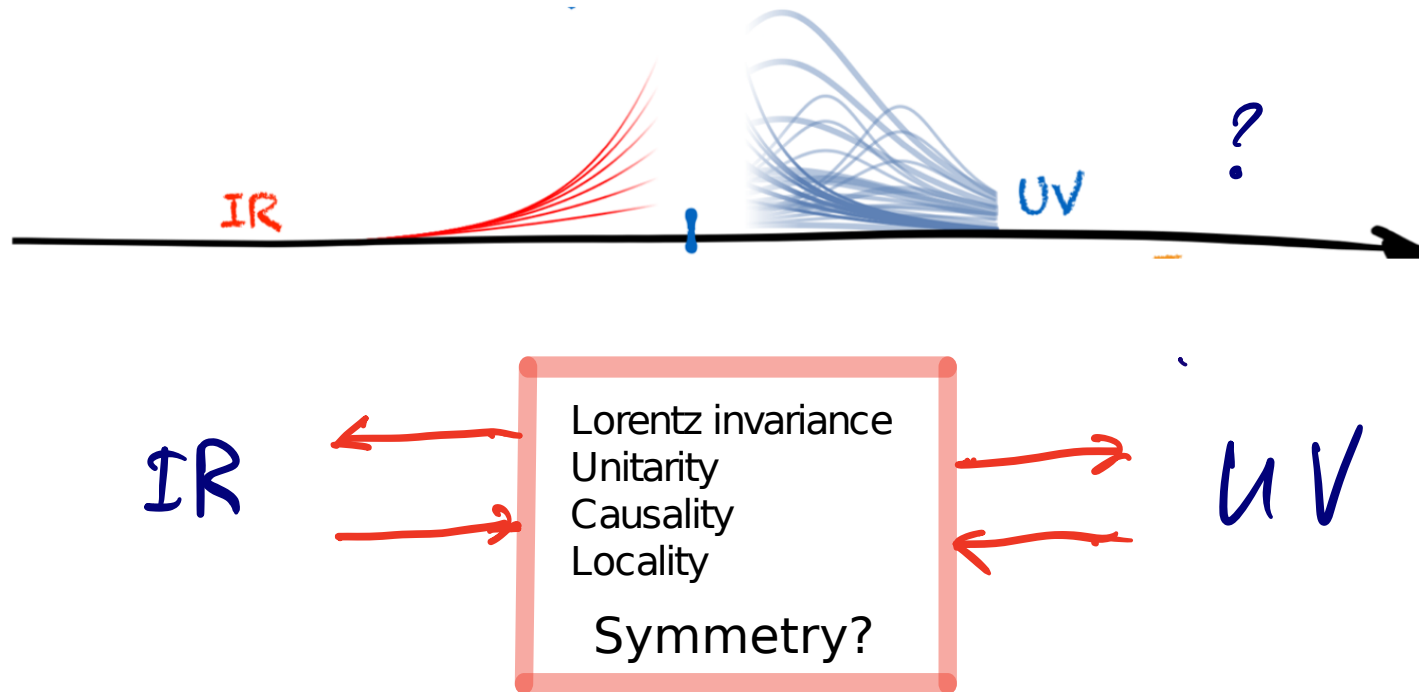 IR
UV
?
Lorentz invariance
Unitarity
Causality
Locality
Symmetry?
IR
UV